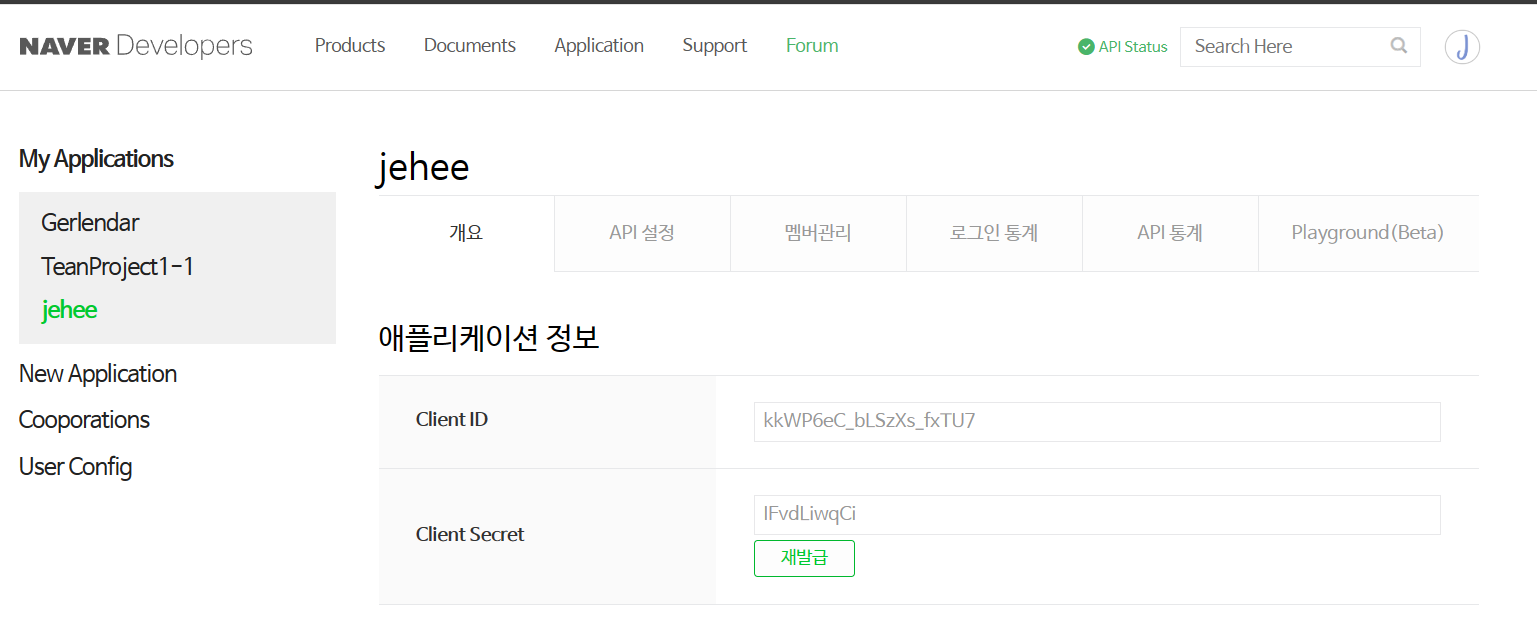 NAVER Developers Products Documents Application Support Forum API Status Search Here J
My Applications
Gerlendar
TeanProject1-1
jehee
New Application
Cooporations
User Config
jehee
개요 API 설정 멤버관리 로그인 통계 API 통계 Playground(Beta)
애플리케이션 정보
Client ID kkWP6eC_bLSzXs_fxTU7
Client Secret IFvdLiwqCi
재발급